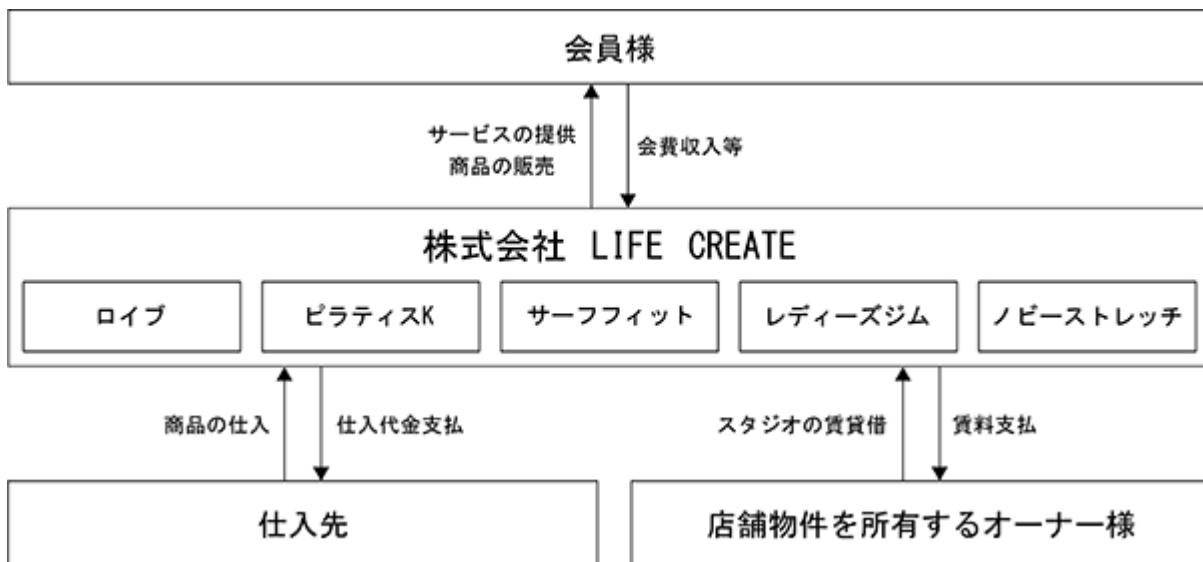 会員様
サービスの提供
商品の販売
会費収入等
株式会社 LIFE CREATE
ロイブ
ピラティスK
サーフフィット
レディーズジム
ノビーストレッチ
商品の仕入
仕入代金支払
スタジオの賃貸借
賃料支払
仕入先
店舗物件を所有するオーナー様